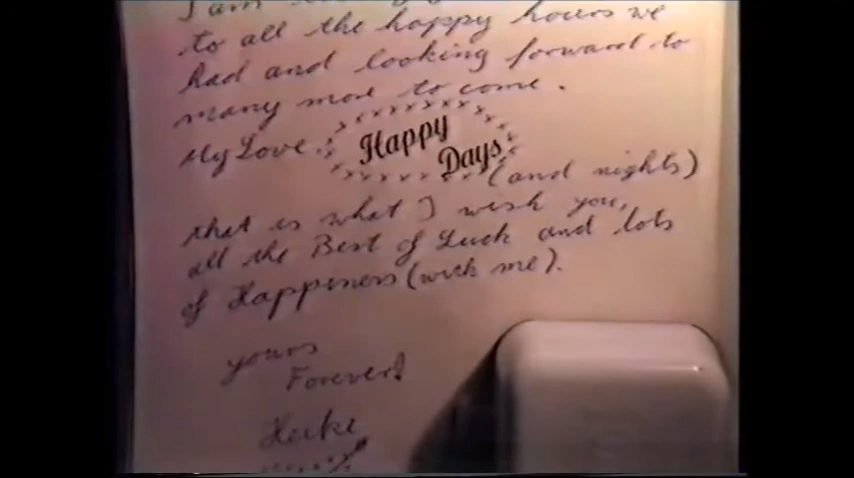 I am
to all the happy hours we
had and looking forward to
many more to come.
My Love.
Happy
Days
(and nights)
that is what I wish you,
all the Best of Luck and lots
of Happiness (with me).
yours
Forever!
Heike